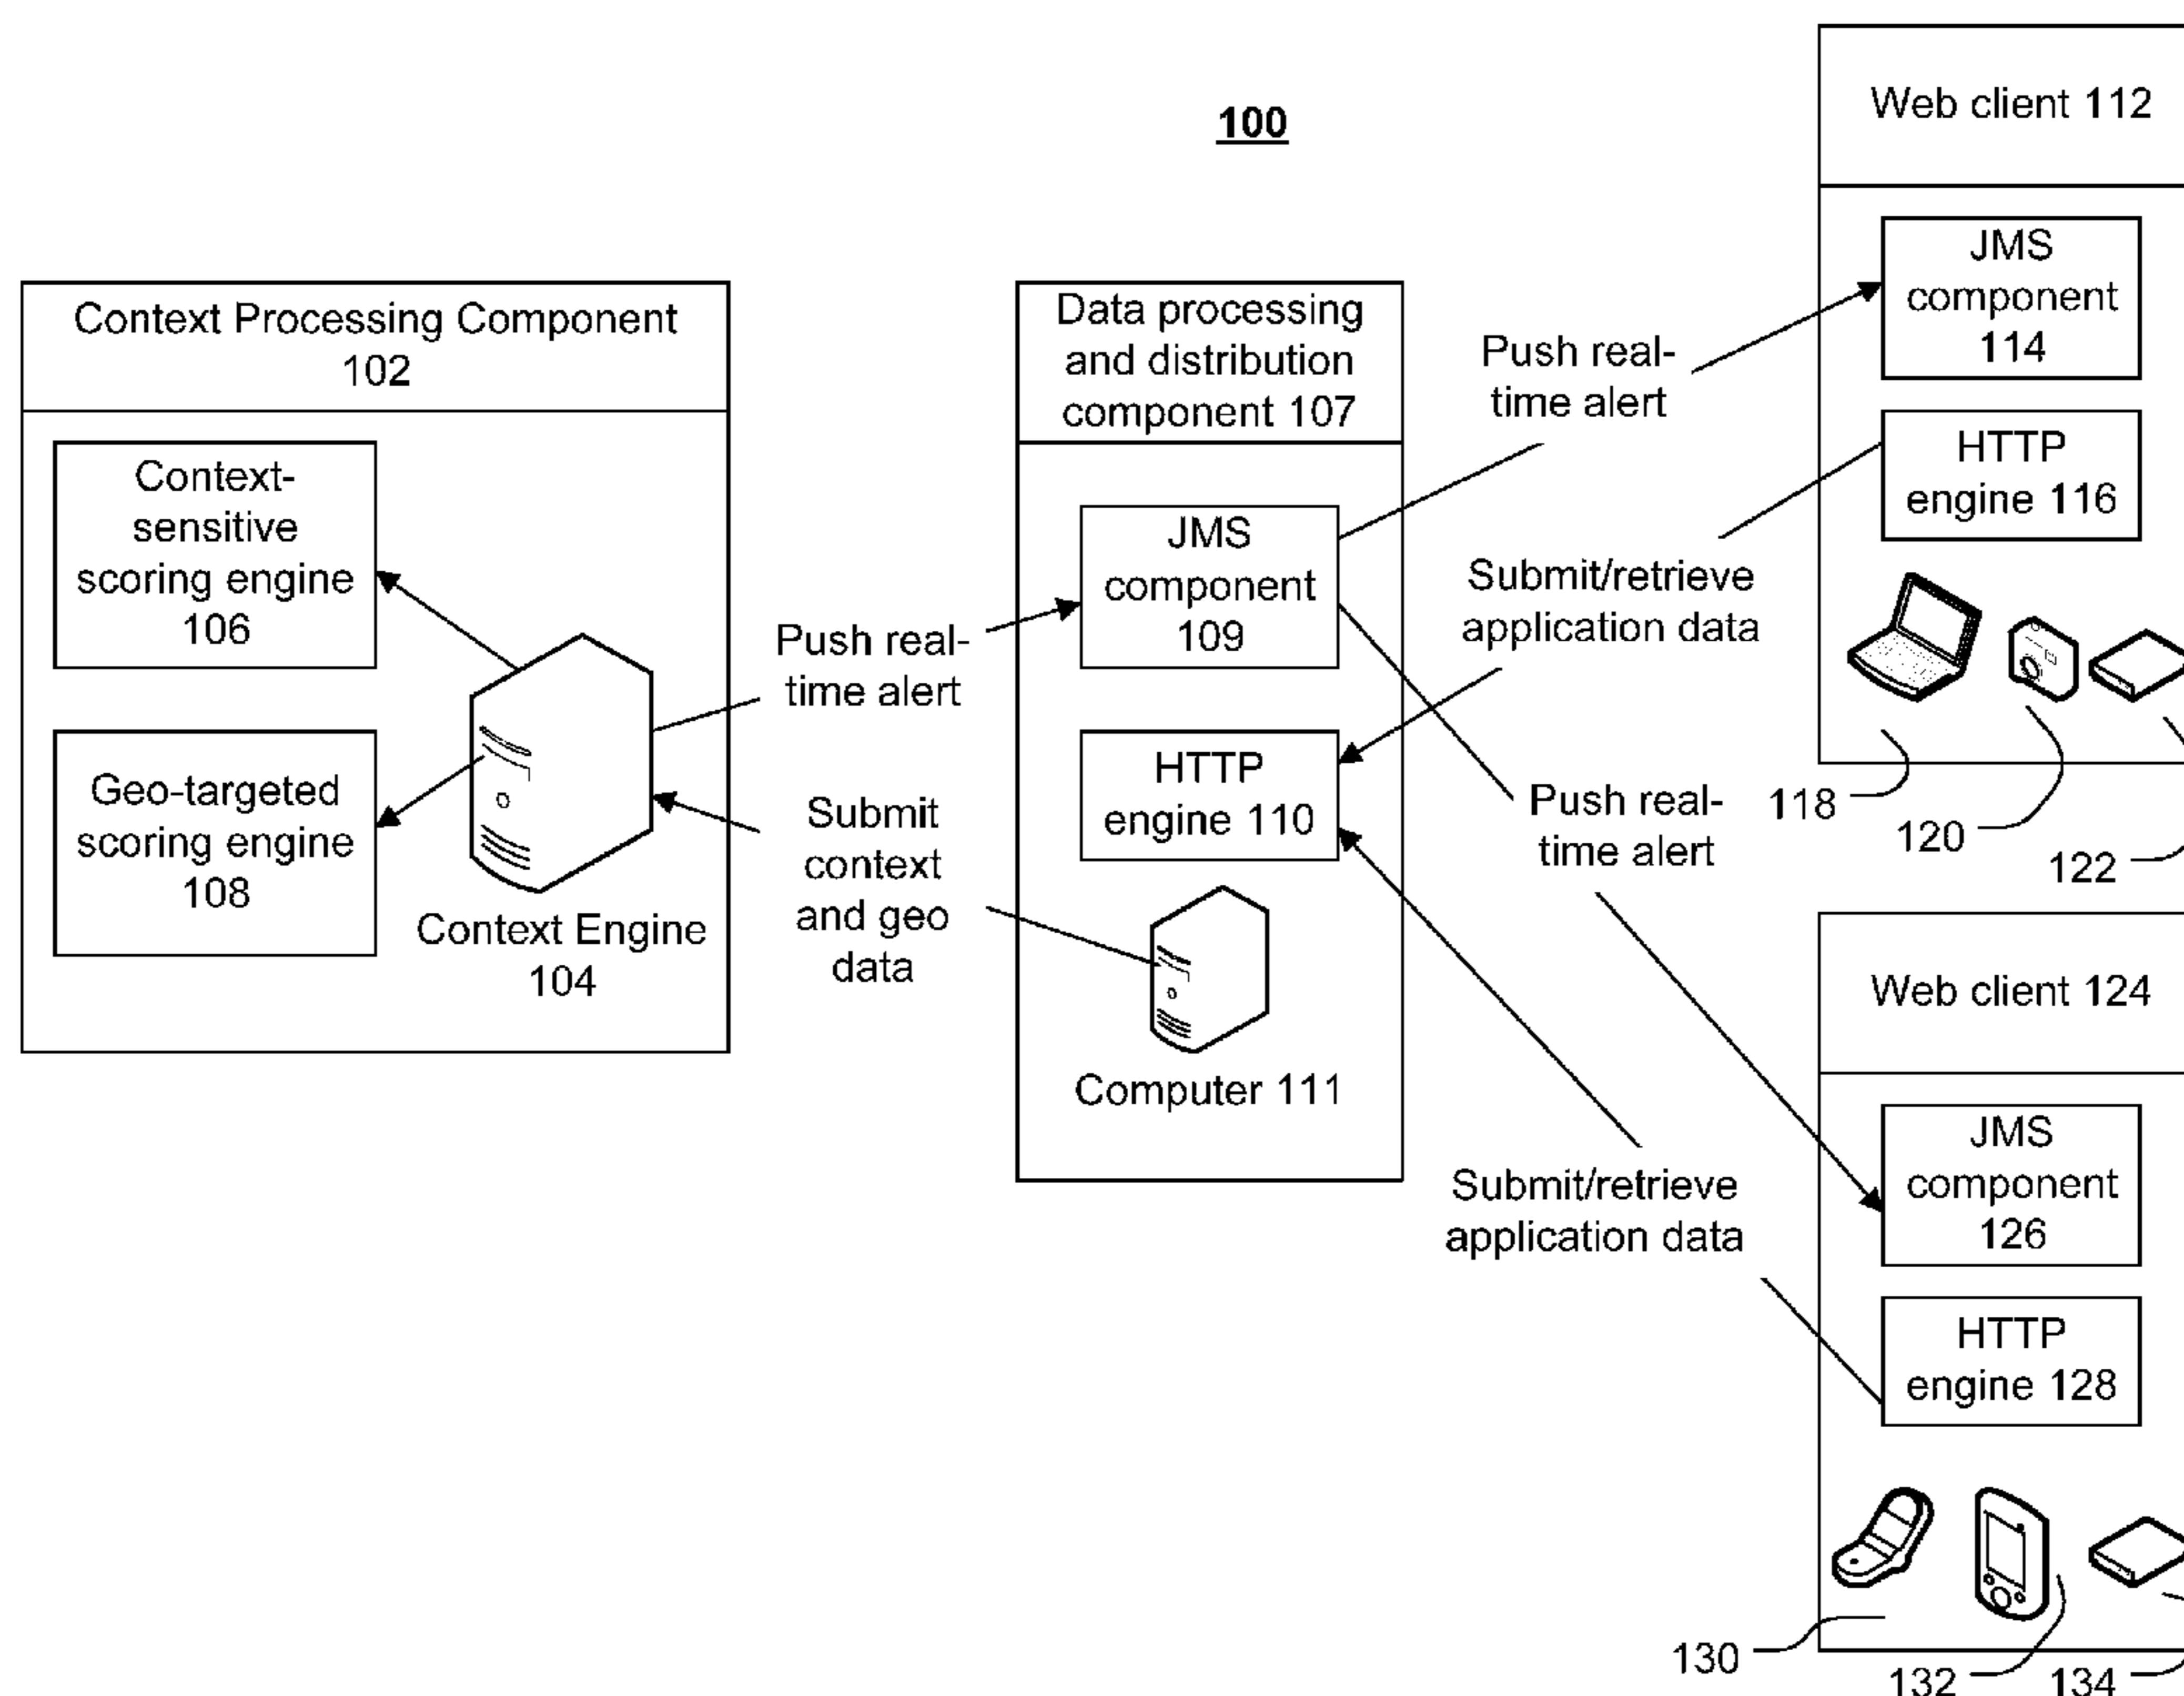 100
Context Processing Component
102
Context-
sensitive
scoring engine
106
Geo-targeted
scoring engine
108
Context Engine
104
Push real-
time alert
Submit
context
and geo
data
Data processing
and distribution
component 107
JMS
component
109
HTTP
engine 110
Computer 111
Push real-
time alert
Submit/retrieve
application data
Push real-
time alert
Submit/retrieve
application data
Web client 112
JMS
component
114
HTTP
engine 116
118
120
122
Web client 124
JMS
component
126
HTTP
engine 128
130
132
134